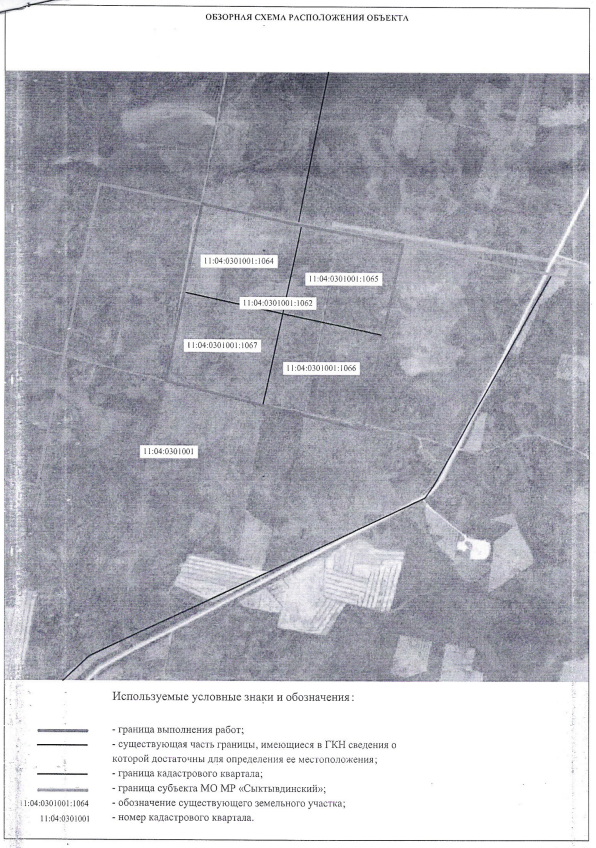 ОБЗОРНАЯ СХЕМА РАСПОЛОЖЕНИЯ ОБЪЕКТА
11:04:0301001:1064
11:04:0301001:1065
11:04:0301001:1062
11:04:0301001:1067
11:04:0301001:1066
11:04:0301001
Используемые условные знаки и обозначения:
- граница выполнения работ;
- существующая часть границы, имеющиеся в ГКН сведения о
которой достаточны для определения ее местоположения;
- граница кадастрового квартала;
- граница субъекта МО МР «Сыктывдинский»;
11:04:0301001:1064 - обозначение существующего земельного участка;
11:04:0301001 - номер кадастрового квартала.